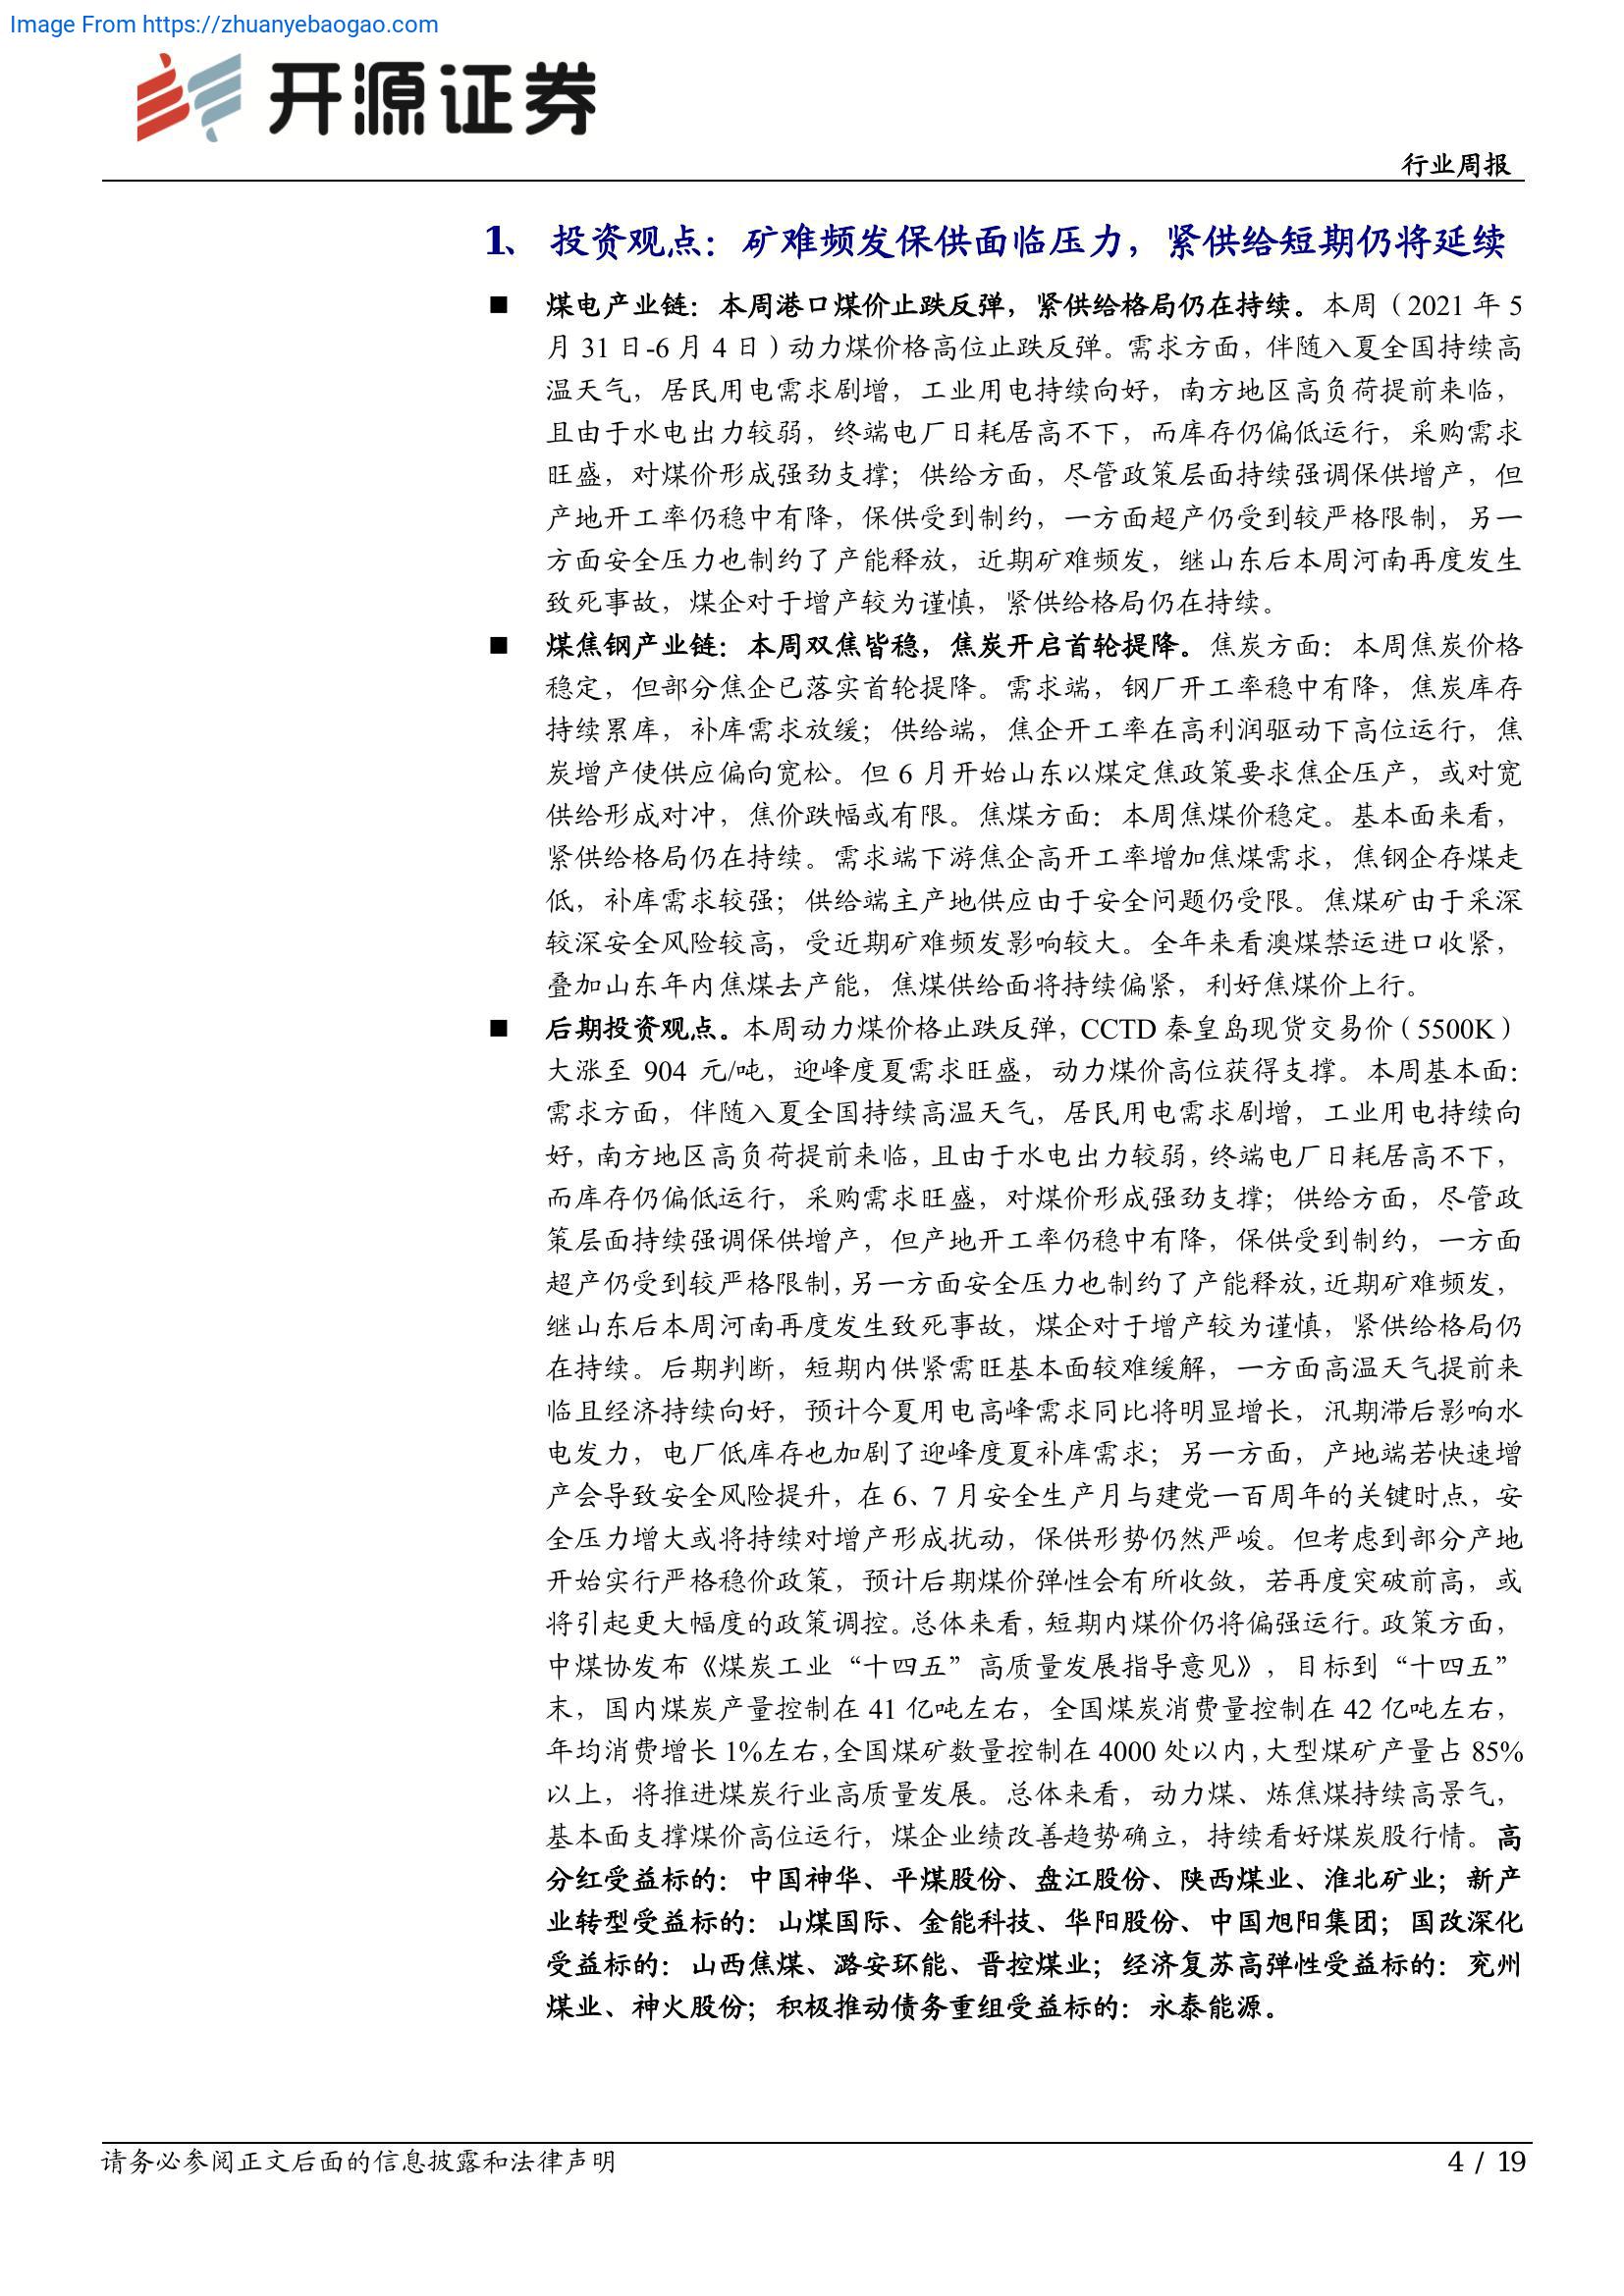 Image From https://zhuanyebaogao.com
开源证券
行业周报
1、 投资观点：矿难频发保供面临压力，紧供给短期仍将延续
■ 煤电产业链：本周港口煤价止跌反弹，紧供给格局仍在持续。本周（2021 年 5
月 31 日-6 月 4 日）动力煤价格高位止跌反弹。需求方面，伴随入夏全国持续高
温天气，居民用电需求剧增，工业用电持续向好，南方地区高负荷提前来临，
且由于水电出力较弱，终端电厂日耗居高不下，而库存仍偏低运行，采购需求
旺盛，对煤价形成强劲支撑；供给方面，尽管政策层面持续强调保供增产，但
产地开工率仍稳中有降，保供受到制约，一方面超产仍受到较严格限制，另一
方面安全压力也制约了产能释放，近期矿难频发，继山东后本周河南再度发生
致死事故，煤企对于增产较为谨慎，紧供给格局仍在持续。
■ 煤焦钢产业链：本周双焦皆稳，焦炭开启首轮提降。焦炭方面：本周焦炭价格
稳定，但部分焦企已落实首轮提降。需求端，钢厂开工率稳中有降，焦炭库存
持续累库，补库需求放缓；供给端，焦企开工率在高利润驱动下高位运行，焦
炭增产使供应偏向宽松。但 6 月开始山东以煤定焦政策要求焦企压产，或对宽
供给形成对冲，焦价跌幅或有限。焦煤方面：本周焦煤价稳定。基本面来看，
紧供给格局仍在持续。需求端下游焦企高开工率增加焦煤需求，焦钢企存煤走
低，补库需求较强；供给端主产地供应由于安全问题仍受限。焦煤矿由于采深
较深安全风险较高，受近期矿难频发影响较大。全年来看澳煤禁运进口收紧，
叠加山东年内焦煤去产能，焦煤供给面将持续偏紧，利好焦煤价上行。
■ 后期投资观点。本周动力煤价格止跌反弹，CCTD 秦皇岛现货交易价（5500K）
大涨至 904 元/吨，迎峰度夏需求旺盛，动力煤价高位获得支撑。本周基本面：
需求方面，伴随入夏全国持续高温天气，居民用电需求剧增，工业用电持续向
好，南方地区高负荷提前来临，且由于水电出力较弱，终端电厂日耗居高不下，
而库存仍偏低运行，采购需求旺盛，对煤价形成强劲支撑；供给方面，尽管政
策层面持续强调保供增产，但产地开工率仍稳中有降，保供受到制约，一方面
超产仍受到较严格限制，另一方面安全压力也制约了产能释放，近期矿难频发，
继山东后本周河南再度发生致死事故，煤企对于增产较为谨慎，紧供给格局仍
在持续。后期判断，短期内供紧需旺基本面较难缓解，一方面高温天气提前来
临且经济持续向好，预计今夏用电高峰需求同比将明显增长，汛期滞后影响水
电发力，电厂低库存也加剧了迎峰度夏补库需求；另一方面，产地端若快速增
产会导致安全风险提升，在 6、7 月安全生产月与建党一百周年的关键时点，安
全压力增大或将持续对增产形成扰动，保供形势仍然严峻。但考虑到部分产地
开始实行严格稳价政策，预计后期煤价弹性会有所收敛，若再度突破前高，或
将引起更大幅度的政策调控。总体来看，短期内煤价仍将偏强运行。政策方面，
中煤协发布《煤炭工业“十四五”高质量发展指导意见》，目标到“十四五”
末，国内煤炭产量控制在 41 亿吨左右，全国煤炭消费量控制在 42 亿吨左右，
年均消费增长 1%左右，全国煤矿数量控制在 4000 处以内，大型煤矿产量占 85%
以上，将推进煤炭行业高质量发展。总体来看，动力煤、炼焦煤持续高景气，
基本面支撑煤价高位运行，煤企业绩改善趋势确立，持续看好煤炭股行情。高
分红受益标的：中国神华、平煤股份、盘江股份、陕西煤业、淮北矿业；新产
业转型受益标的：山煤国际、金能科技、华阳股份、中国旭阳集团；国改深化
受益标的：山西焦煤、潞安环能、晋控煤业；经济复苏高弹性受益标的：兖州
煤业、神火股份；积极推动债务重组受益标的：永泰能源。
请务必参阅正文后面的信息披露和法律声明
4 / 19